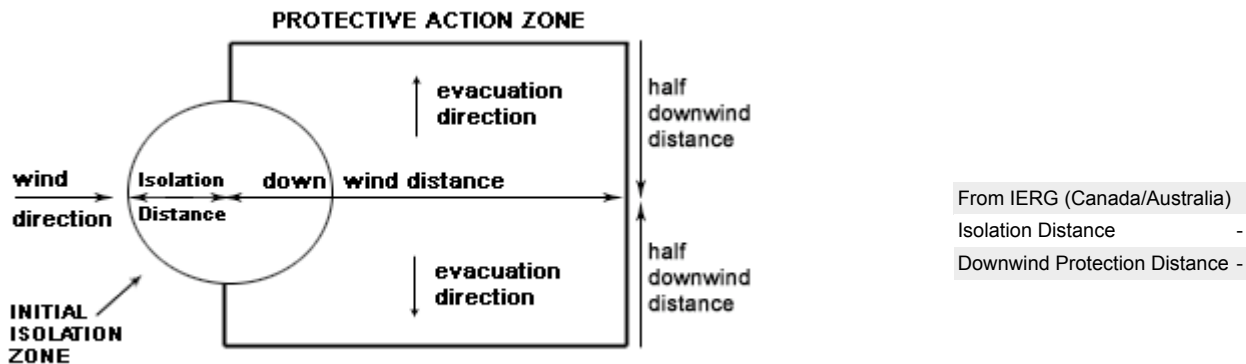 PROTECTIVE ACTION ZONE
evacuation
direction
half
downwind
distance
wind
direction
Isolation
Distance
down wind distance
half
downwind
distance
evacuation
direction
INITIAL
ISOLATION
ZONE
From IERG (Canada/Australia)
Isolation Distance -
Downwind Protection Distance -